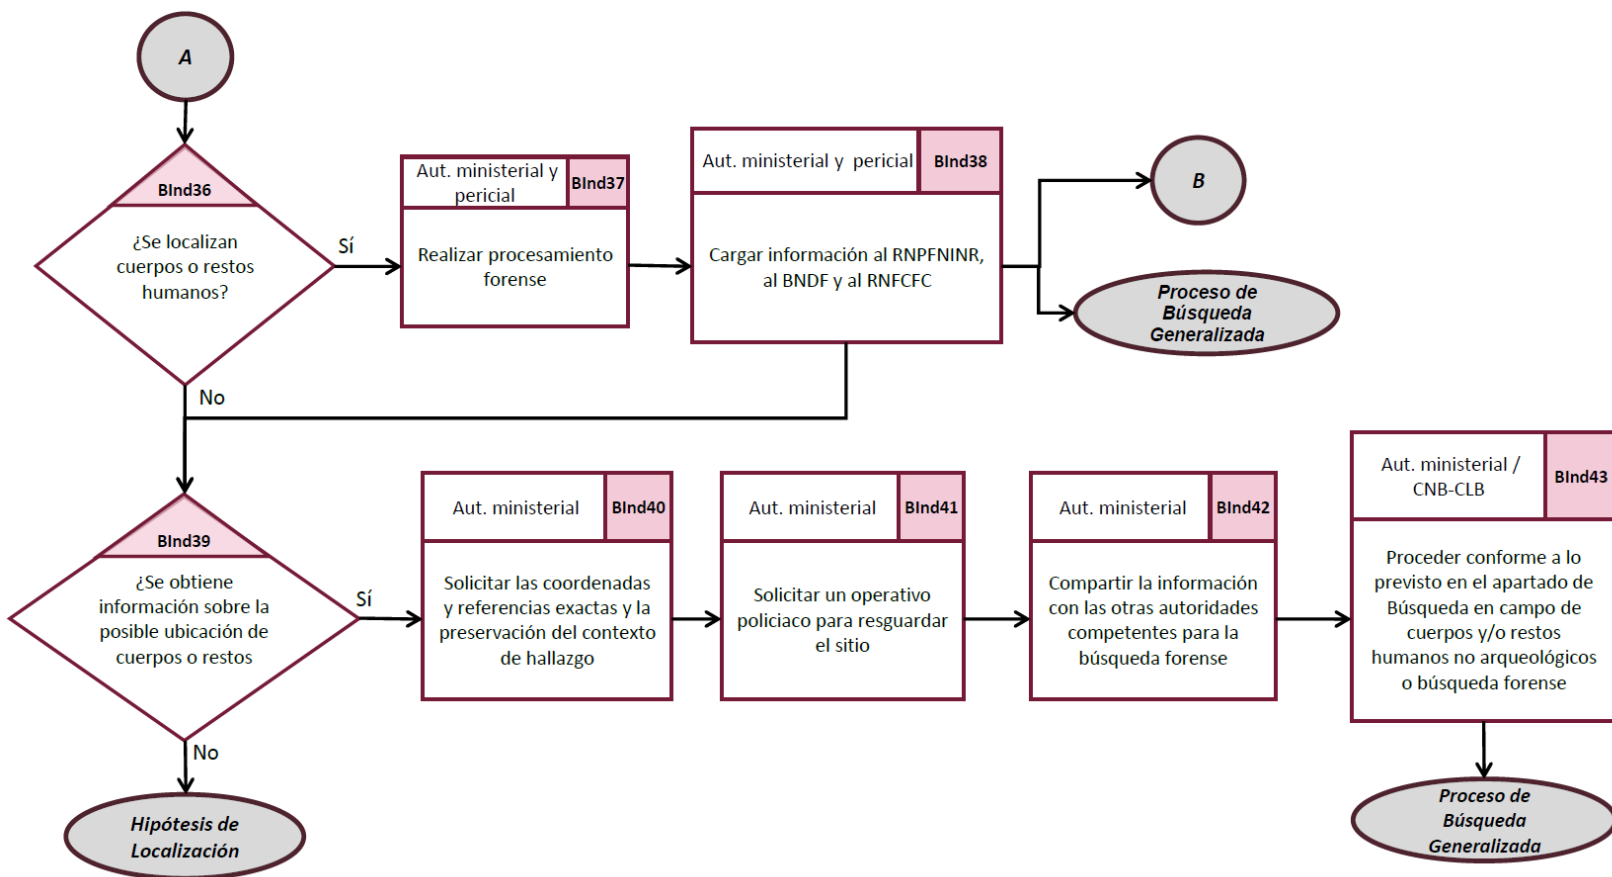 A
BInd36
¿Se localizan
cuerpos o restos
humanos?
Sí
Aut. ministerial y
pericial
BInd37
Realizar procesamiento
forense
Aut. ministerial y pericial
BInd38
Cargar información al RNPFNINR,
al BNDF y al RNFCFC
B
Proceso de
Búsqueda
Generalizada
No
BInd39
¿Se obtiene
información sobre la
posible ubicación de
cuerpos o restos
Sí
Aut. ministerial
BInd40
Solicitar las coordenadas
y referencias exactas y la
preservación del contexto
de hallazgo
Aut. ministerial
BInd41
Solicitar un operativo
policiaco para resguardar
el sitio
Aut. ministerial
BInd42
Compartir la información
con las otras autoridades
competentes para la
búsqueda forense
Aut. ministerial /
CNB-CLB
BInd43
Proceder conforme a lo
previsto en el apartado de
Búsqueda en campo de
cuerpos y/o restos
humanos no arqueológicos
o búsqueda forense
No
Hipótesis de
Localización
Proceso de
Búsqueda
Generalizada